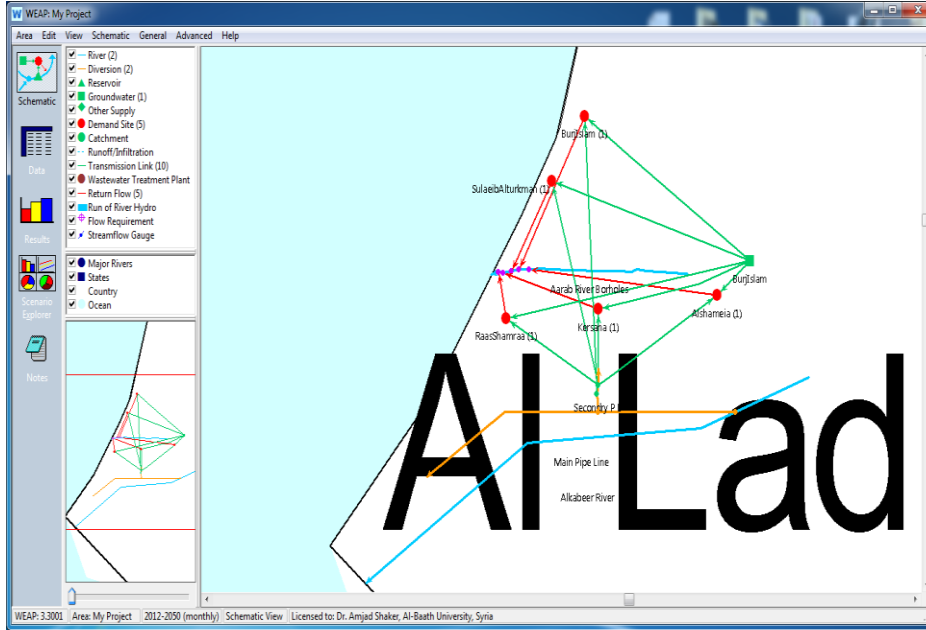 WEAP: My Project
Area Edit View Schematic General Advanced Help
Schematic
Data
Results
Scenario Explorer
Notes
River (2)
Diversion (2)
Reservoir
Groundwater (1)
Other Supply
Demand Site (5)
Catchment
Runoff/Infiltration
Transmission Link (10)
Wastewater Treatment Plant
Return Flow (5)
Run of River Hydro
Flow Requirement
Streamflow Gauge
Major Rivers
States
Country
Ocean
BurjIslam (1)
SulaeibAlturkman (1)
BurjIslam
Aarab River Borholes
Alshameia (1)
Kersana (1)
RaasShamraa (1)
Al Lad
Secondry P
Main Pipe Line
Alkabeer River
WEAP: 3.3001 Area: My Project 2012-2050 (monthly) Schematic View Licensed to: Dr. Amjad Shaker, Al-Baath University, Syria